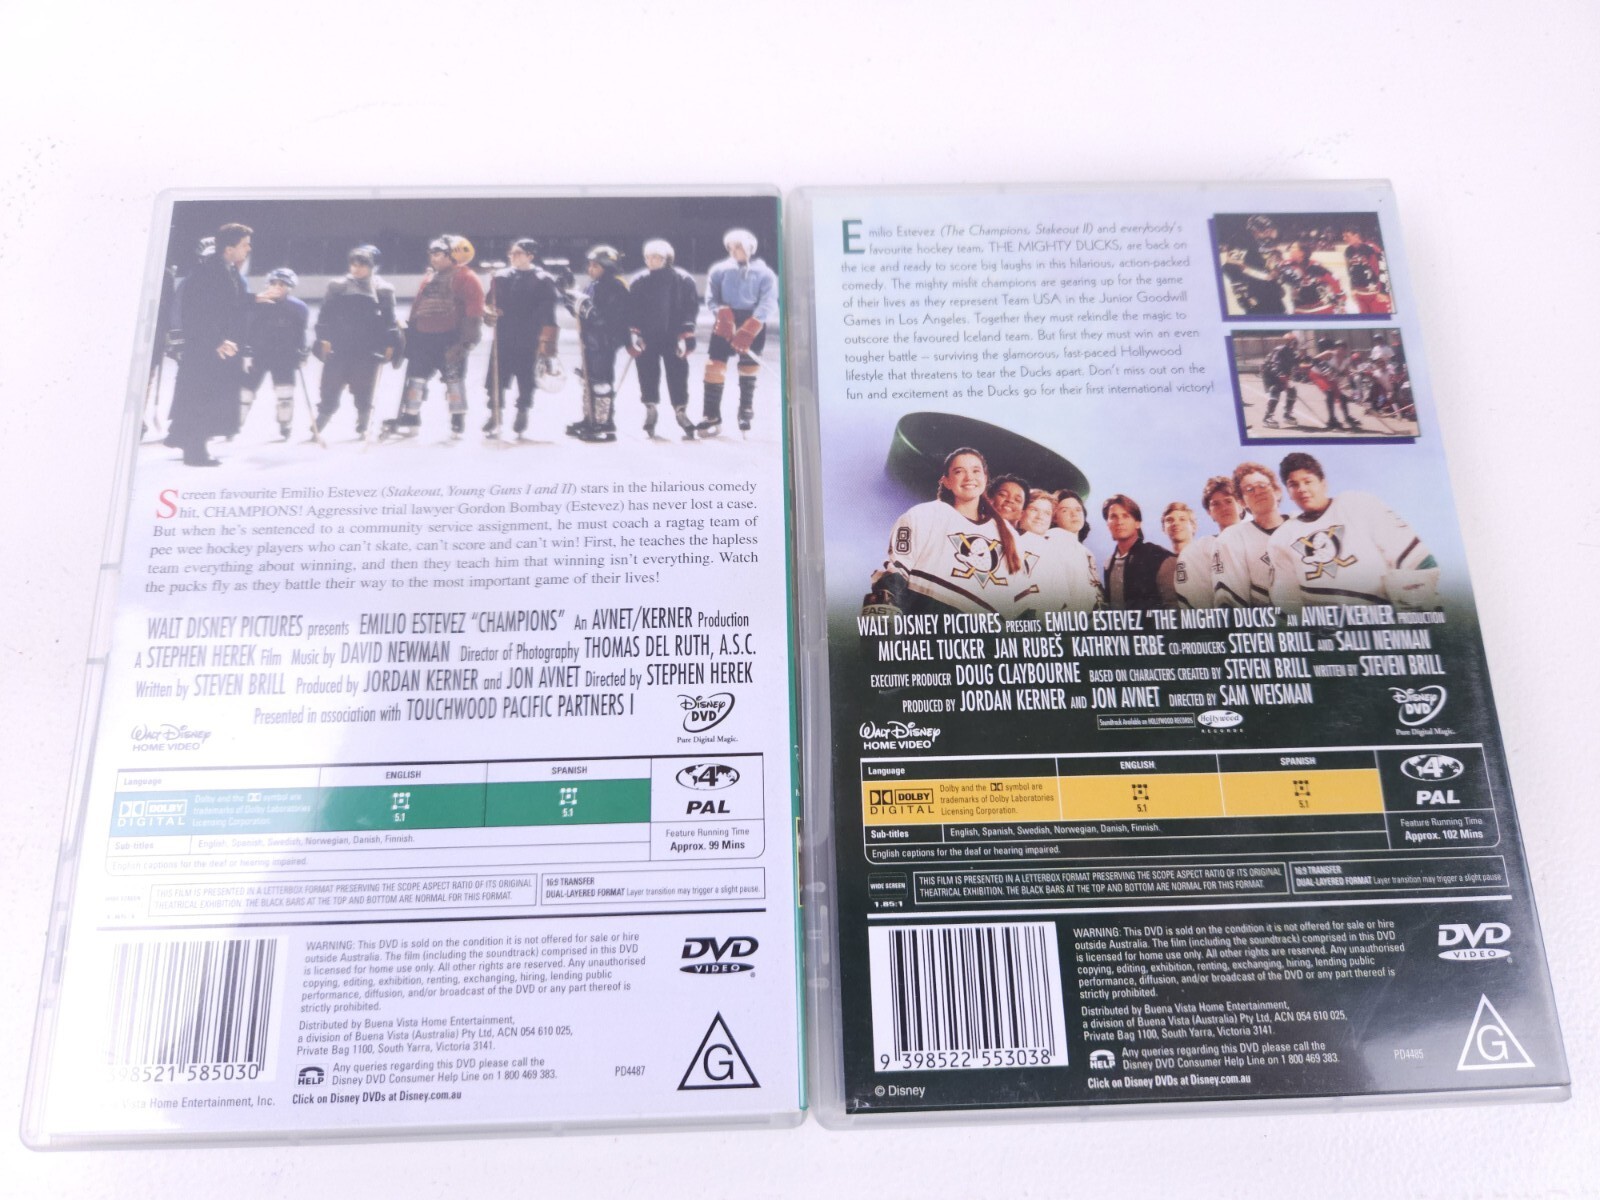 Screen favourite Emilio Estevez (Stakeout, Young Guns I and II) stars in the hilarious comedy
hit, CHAMPIONS! Aggressive trial lawyer Gordon Bombay (Estevez) has never lost a case.
But when he's sentenced to a community service assignment, he must coach a ragtag team of
pee wee hockey players who can't skate, can't score and can't win! First, he teaches the hapless
team everything about winning, and then they teach him that winning isn't everything. Watch
the pucks fly as they battle their way to the most important game of their lives!
WALT DISNEY PICTURES presents EMILIO ESTEVEZ "CHAMPIONS" An AVNET/KERNER Production
A STEPHEN HEREK Film Music by DAVID NEWMAN Director of Photography THOMAS DEL RUTH, A.S.C.
Written by STEVEN BRILL Produced by JORDAN KERNER and JON AVNET Directed by STEPHEN HEREK
Presented in association with TOUCHWOOD PACIFIC PARTNERS I
WALT DISNEY
HOME VIDEO
DISNEY
DVD
Pure Digital Magic.
Language
ENGLISH
SPANISH
DOLBY
DIGITAL
Dolby and the symbol are
trademarks of Dolby Laboratories
Licensing Corporation.
5.1
5.1
Sub-titles
English, Spanish, Swedish, Norwegian, Danish, Finnish.
English captions for the deaf or hearing impaired.
4
PAL
Feature Running Time
Approx. 99 Mins
THIS FILM IS PRESENTED IN A LETTERBOX FORMAT PRESERVING THE SCOPE ASPECT RATIO OF ITS ORIGINAL
THEATRICAL EXHIBITION. THE BLACK BARS AT THE TOP AND BOTTOM ARE NORMAL FOR THIS FORMAT.
16:9 TRANSFER
DUAL-LAYERED FORMAT Layer transition may trigger a slight pause.
1.85:1
WARNING: This DVD is sold on the condition it is not offered for sale or hire
outside Australia. The film (including the soundtrack) comprised in this DVD
is licensed for home use only. All other rights are reserved. Any unauthorised
copying, editing, exhibition, renting, exchanging, hiring, lending public
performance, diffusion, and/or broadcast of the DVD or any part thereof is
strictly prohibited.
Distributed by Buena Vista Home Entertainment,
a division of Buena Vista (Australia) Pty Ltd, ACN 054 610 025,
Private Bag 1100, South Yarra, Victoria 3141.
HELP
Any queries regarding this DVD please call the
Disney DVD Consumer Help Line on 1 800 469 383.
Click on Disney DVDs at Disney.com.au
DVD
VIDEO
PD4487
G
398521 585030
Vista Home Entertainment, Inc.
Emilio Estevez (The Champions, Stakeout II) and everybody's
favourite hockey team, THE MIGHTY DUCKS, are back on
the ice and ready to score big laughs in this hilarious, action-packed
comedy. The mighty misfit champions are gearing up for the game
of their lives as they represent Team USA in the Junior Goodwill
Games in Los Angeles. Together they must rekindle the magic to
outscore the favoured Iceland team. But first they must win an even
tougher battle – surviving the glamorous, fast-paced Hollywood
lifestyle that threatens to tear the Ducks apart. Don't miss out on the
fun and excitement as the Ducks go for their first international victory!
8
WALT DISNEY PICTURES PRESENTS EMILIO ESTEVEZ "THE MIGHTY DUCKS" AN AVNET/KERNER PRODUCTION
MICHAEL TUCKER JAN RUBEŠ KATHRYN ERBE CO-PRODUCERS STEVEN BRILL AND SALLI NEWMAN
EXECUTIVE PRODUCER DOUG CLAYBOURNE BASED ON CHARACTERS CREATED BY STEVEN BRILL WRITTEN BY STEVEN BRILL
PRODUCED BY JORDAN KERNER AND JON AVNET DIRECTED BY SAM WEISMAN
Soundtrack Available on HOLLYWOOD RECORDS
Hollywood
RECORDS
WALT DISNEY
HOME VIDEO
DISNEY
DVD
Pure Digital Magic.
Language
ENGLISH
SPANISH
DOLBY
DIGITAL
Dolby and the symbol are
trademarks of Dolby Laboratories
Licensing Corporation.
5.1
5.1
Sub-titles
English, Spanish, Swedish, Norwegian, Danish, Finnish.
English captions for the deaf or hearing impaired.
4
PAL
Feature Running Time
Approx. 102 Mins
WIDE SCREEN
1.85:1
THIS FILM IS PRESENTED IN A LETTERBOX FORMAT PRESERVING THE SCOPE ASPECT RATIO OF ITS ORIGINAL
THEATRICAL EXHIBITION. THE BLACK BARS AT THE TOP AND BOTTOM ARE NORMAL FOR THIS FORMAT.
16:9 TRANSFER
DUAL-LAYERED FORMAT Layer transition may trigger a slight pause.
WARNING: This DVD is sold on the condition it is not offered for sale or hire
outside Australia. The film (including the soundtrack) comprised in this DVD
is licensed for home use only. All other rights are reserved. Any unauthorised
copying, editing, exhibition, renting, exchanging, hiring, lending public
performance, diffusion, and/or broadcast of the DVD or any part thereof is
strictly prohibited.
Distributed by Buena Vista Home Entertainment,
a division of Buena Vista (Australia) Pty Ltd, ACN 054 610 025,
Private Bag 1100, South Yarra, Victoria 3141.
HELP
Any queries regarding this DVD please call the
Disney DVD Consumer Help Line on 1 800 469 383.
Click on Disney DVDs at Disney.com.au
DVD
VIDEO
PD4485
G
9 398522 553038
© Disney